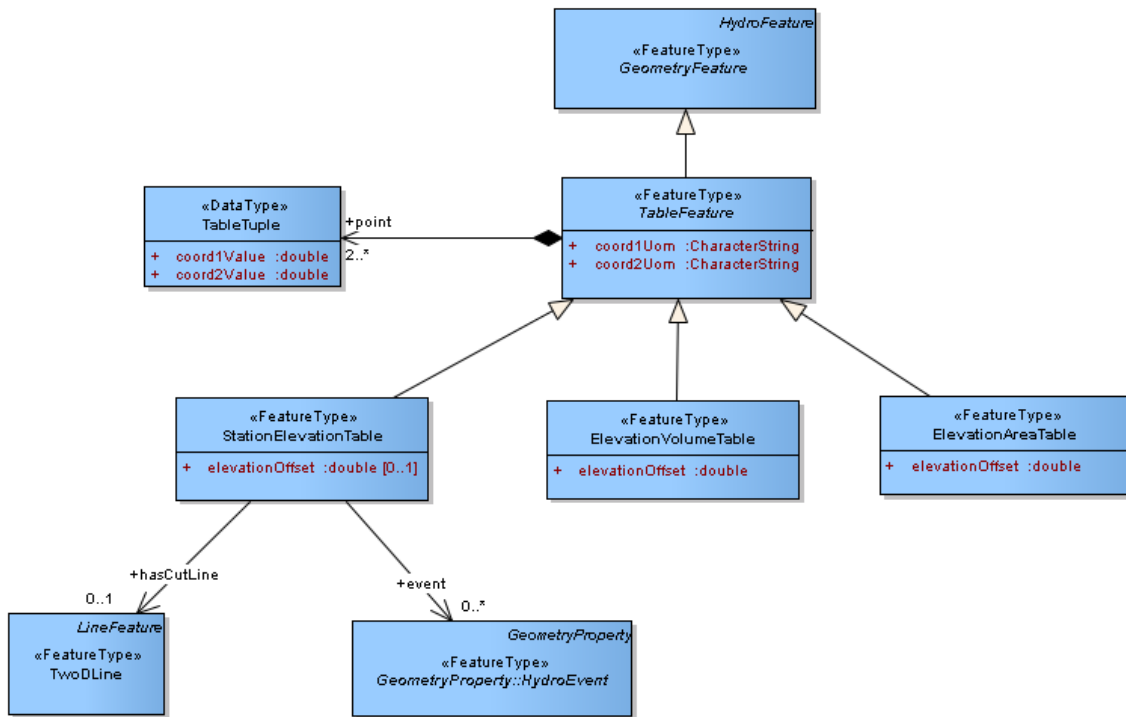 HydroFeature
«FeatureType»
GeometryFeature
«DataType»
TableTuple
+ coord1Value :double
+ coord2Value :double
+point
2..*
«FeatureType»
TableFeature
+ coord1Uom :CharacterString
+ coord2Uom :CharacterString
«FeatureType»
StationElevationTable
+ elevationOffset :double [0..1]
«FeatureType»
ElevationVolumeTable
+ elevationOffset :double
«FeatureType»
ElevationAreaTable
+ elevationOffset :double
+hasCutLine
0..1
+event
0..*
LineFeature
«FeatureType»
TwoDLine
GeometryProperty
«FeatureType»
GeometryProperty::HydroEvent